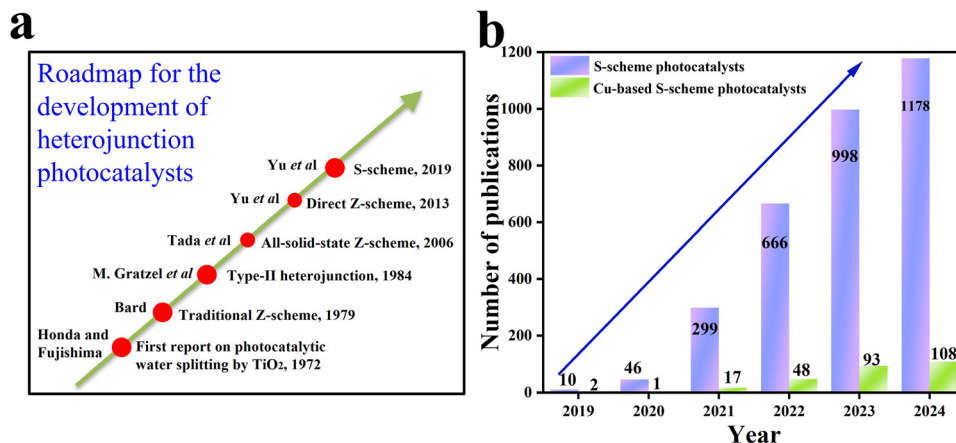 a
Roadmap for the
development of
heterojunction
photocatalysts
Yu et al
S-scheme, 2019
Yu et al
Direct Z-scheme, 2013
Tada et al
All-solid-state Z-scheme, 2006
M. Gratzel et al
Type-II heterojunction, 1984
Bard
Traditional Z-scheme, 1979
Honda and
Fujishima
First report on photocatalytic
water splitting by TiO₂, 1972
b
Number of publications
1200
1000
800
600
400
200
0
S-scheme photocatalysts
Cu-based S-scheme photocatalysts
10
2
46
1
299
17
666
48
998
93
1178
108
2019
2020
2021
2022
2023
2024
Year